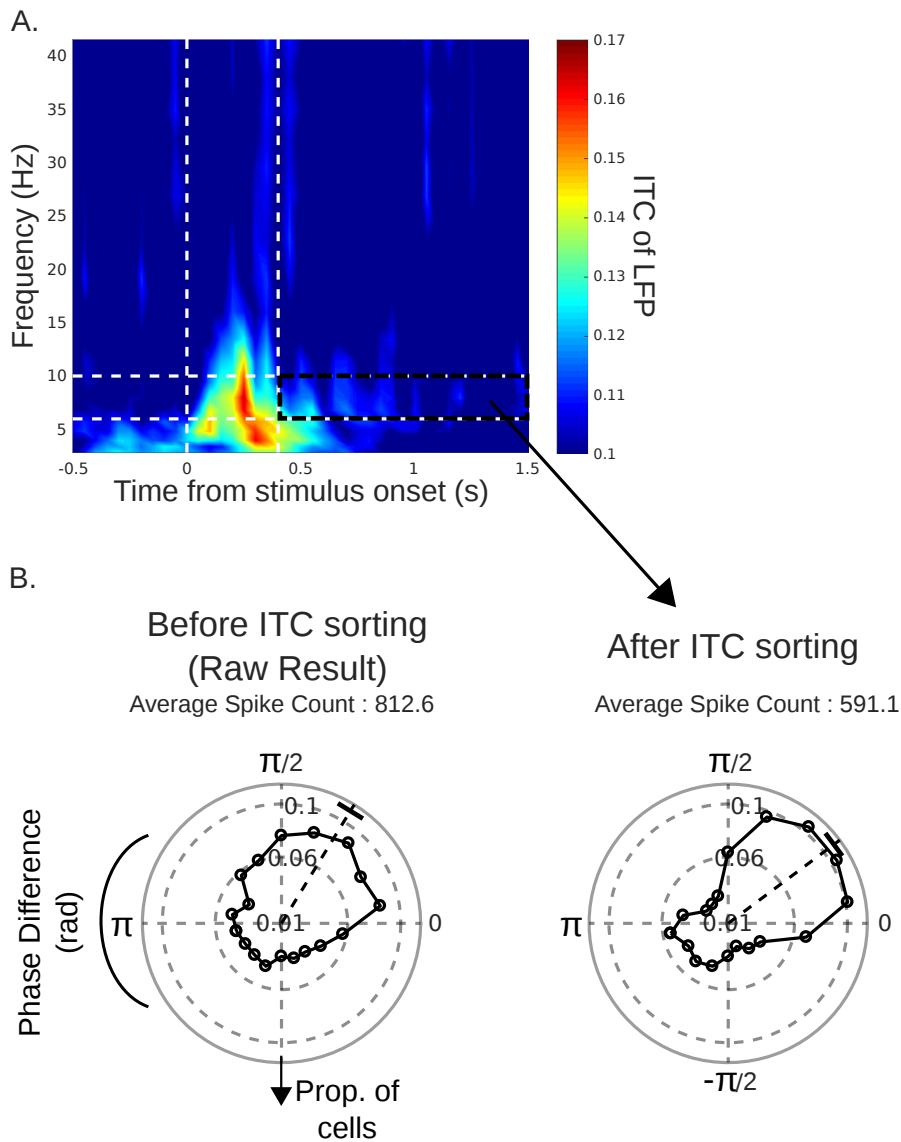 A.
40
35
30
25
20
15
10
5
Frequency (Hz)
-0.5
0
0.5
1
1.5
Time from stimulus onset (s)
0.17
0.16
0.15
0.14
0.13
0.12
0.11
0.1
ITC of LFP
B.
Before ITC sorting
(Raw Result)
Average Spike Count : 812.6
After ITC sorting
Average Spike Count : 591.1
Phase Difference
(rad)
π/2
0.1
0.06
0.01
π
0
Prop. of
cells
π/2
0.1
0.06
0.01
π
0
-π/2